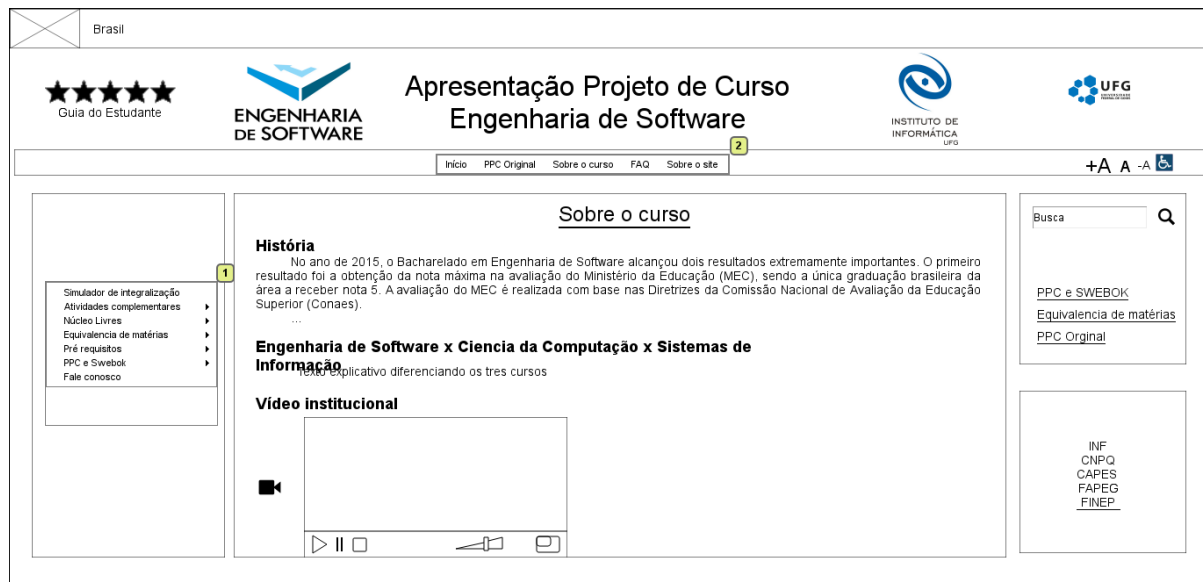 Brasil
Guia do Estudante
ENGENHARIA
DE SOFTWARE
Apresentação Projeto de Curso
Engenharia de Software
INSTITUTO DE
INFORMÁTICA
UFG
UFG
2
Início PPC Original Sobre o curso FAQ Sobre o site
+A A -A
1
Simulador de integralização
Atividades complementares
Núcleo Livres
Equivalencia de matérias
Pré requisitos
PPC e Swebok
Fale conosco
Sobre o curso
História
No ano de 2015, o Bacharelado em Engenharia de Software alcançou dois resultados extremamente importantes. O primeiro
resultado foi a obtenção da nota máxima na avaliação do Ministério da Educação (MEC), sendo a única graduação brasileira da
área a receber nota 5. A avaliação do MEC é realizada com base nas Diretrizes da Comissão Nacional de Avaliação da Educação
Superior (Conaes).
...
Engenharia de Software x Ciencia da Computação x Sistemas de
Informação
Texto explicativo diferenciando os tres cursos
Vídeo institucional
Busca
PPC e SWEBOK
Equivalencia de matérias
PPC Orginal
INF
CNPQ
CAPES
FAPEG
FINEP